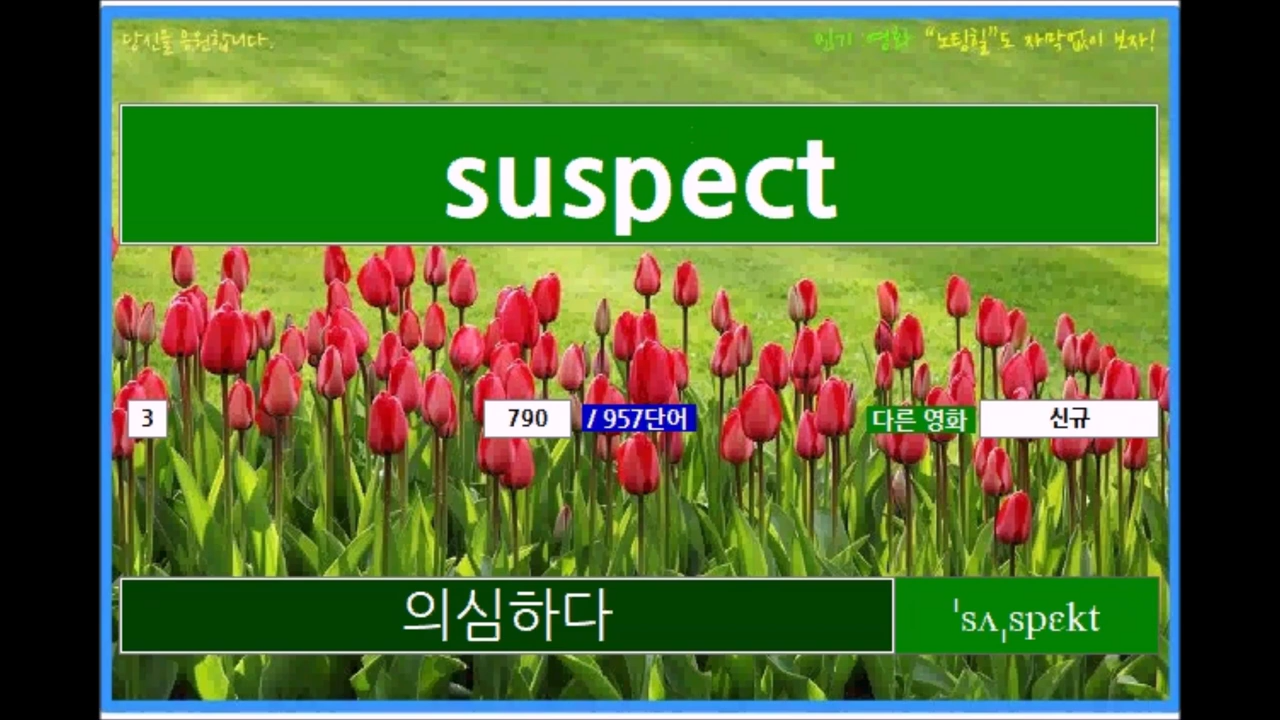 당신을 응원합니다.
인기 영화 "노팅힐"도 자막없이 보자!
suspect
3
790 / 957단어
다른 영화 신규
의심하다
ˈsʌˌspɛkt